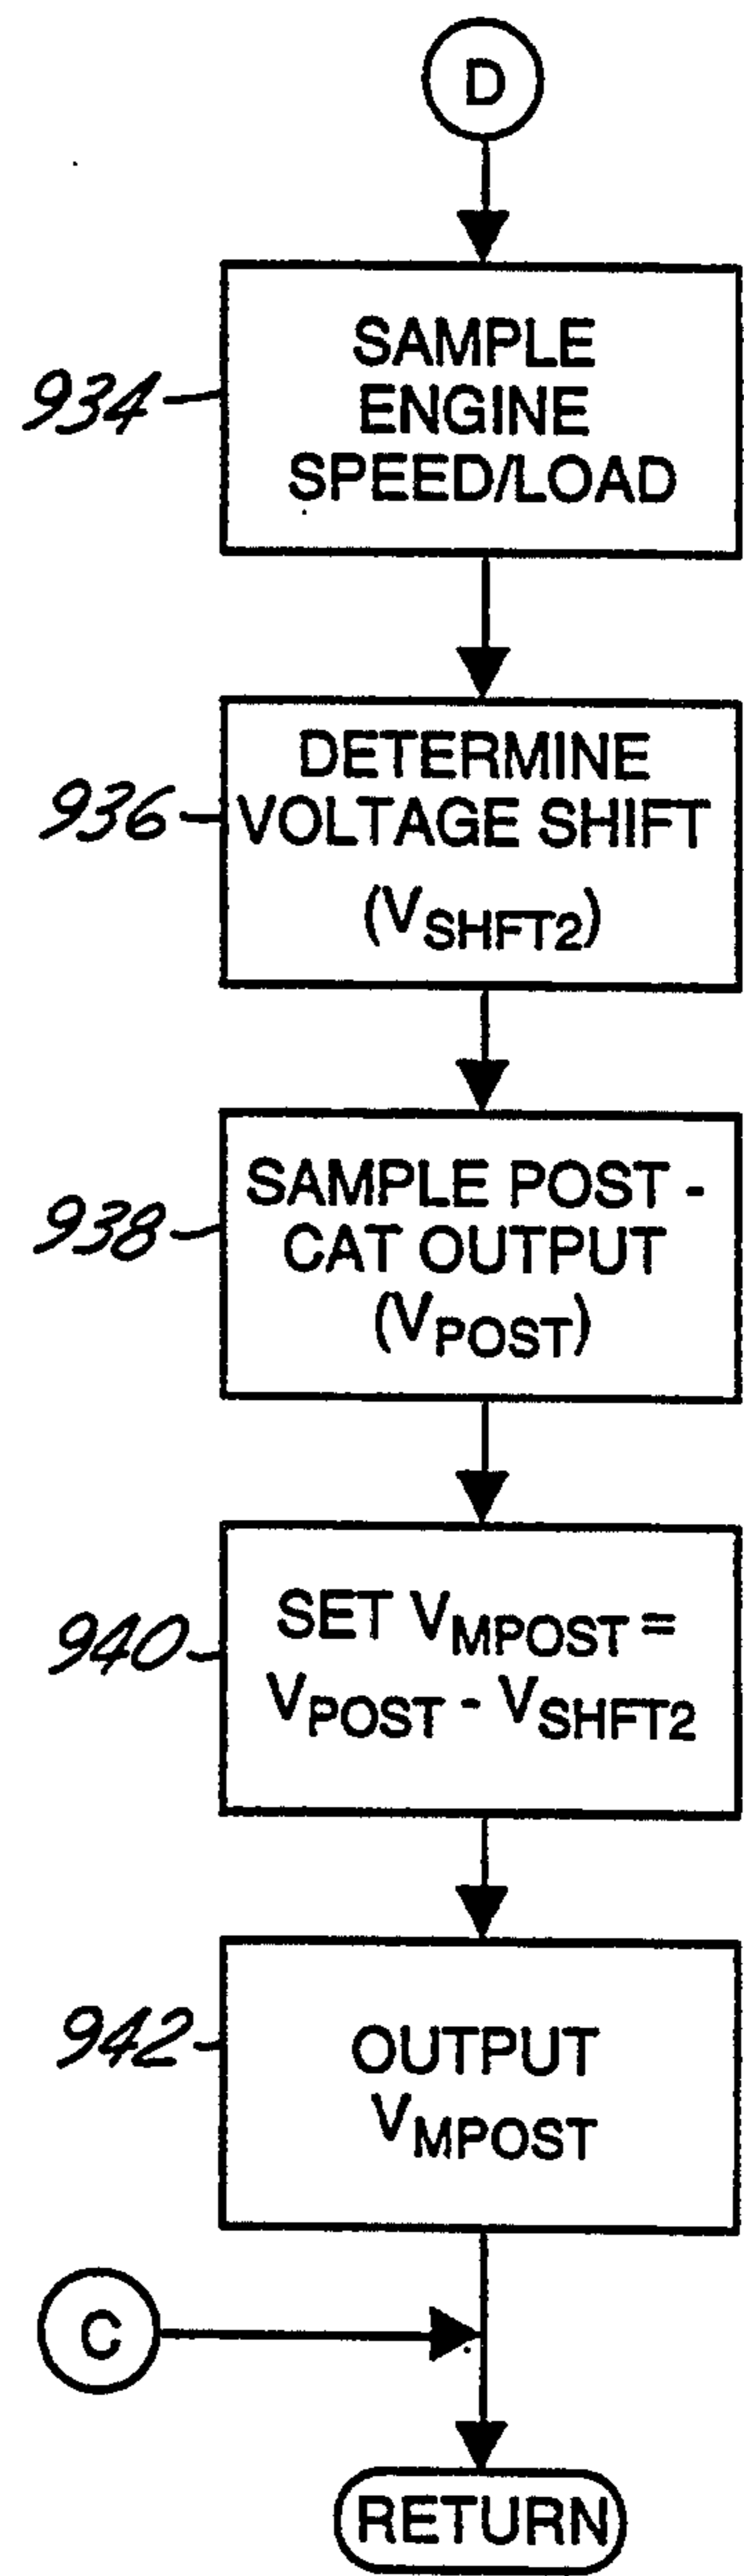 D
934
SAMPLE
ENGINE
SPEED/LOAD
936
DETERMINE
VOLTAGE SHIFT
(VSHFT2)
938
SAMPLE POST -
CAT OUTPUT
(VPOST)
940
SET VMPOST =
VPOST - VSHFT2
942
OUTPUT
VMPOST
C
RETURN